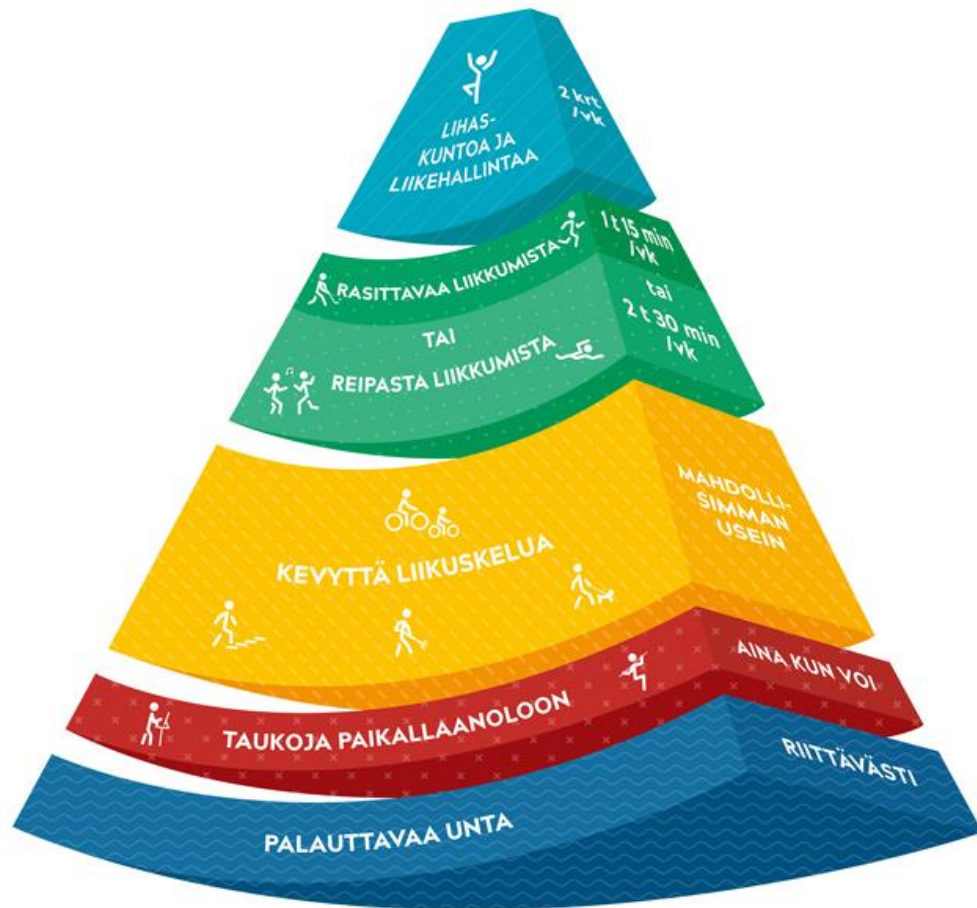 LIHAS-
KUNTOA JA
LIIKEHALLINTAA
2 krt
/vk
RASITTAVAA LIIKKUMISTA
1 t 15 min
/vk
TAI
REIPASTA LIIKKUMISTA
tai
2 t 30 min
/vk
KEVYTTÄ LIIKUSKELUA
MAHDOLLI-
SIMMAN
USEIN
TAUKOJA PAIKALLAANOLOON
AINA KUN VOI
PALAUTTAVAA UNTA
RIITTÄVÄSTI